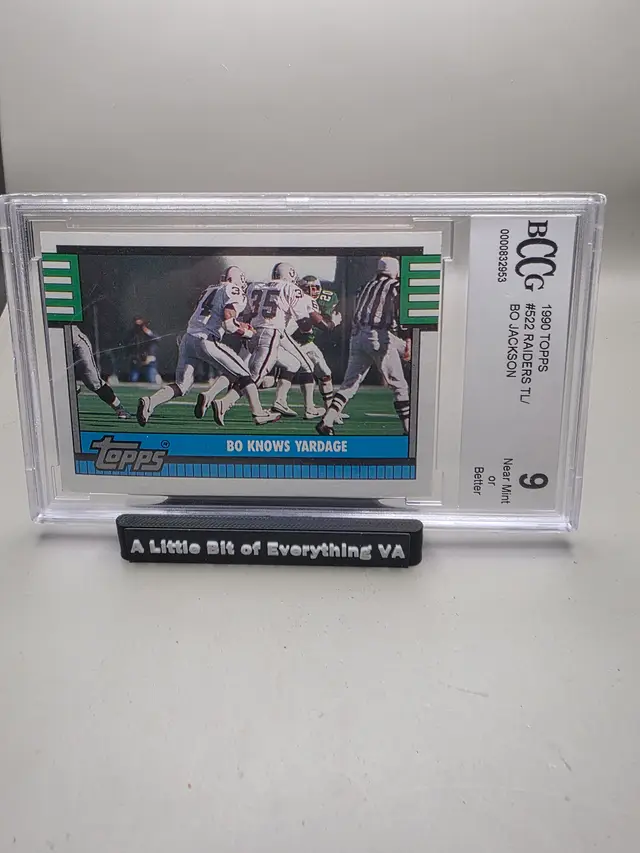 BCCG
0000832953
1990 TOPPS
#522 RAIDERS TL/
BO JACKSON
9
Near Mint
or
Better
35
BO KNOWS YARDAGE
Topps
A Little Bit of Everything VA